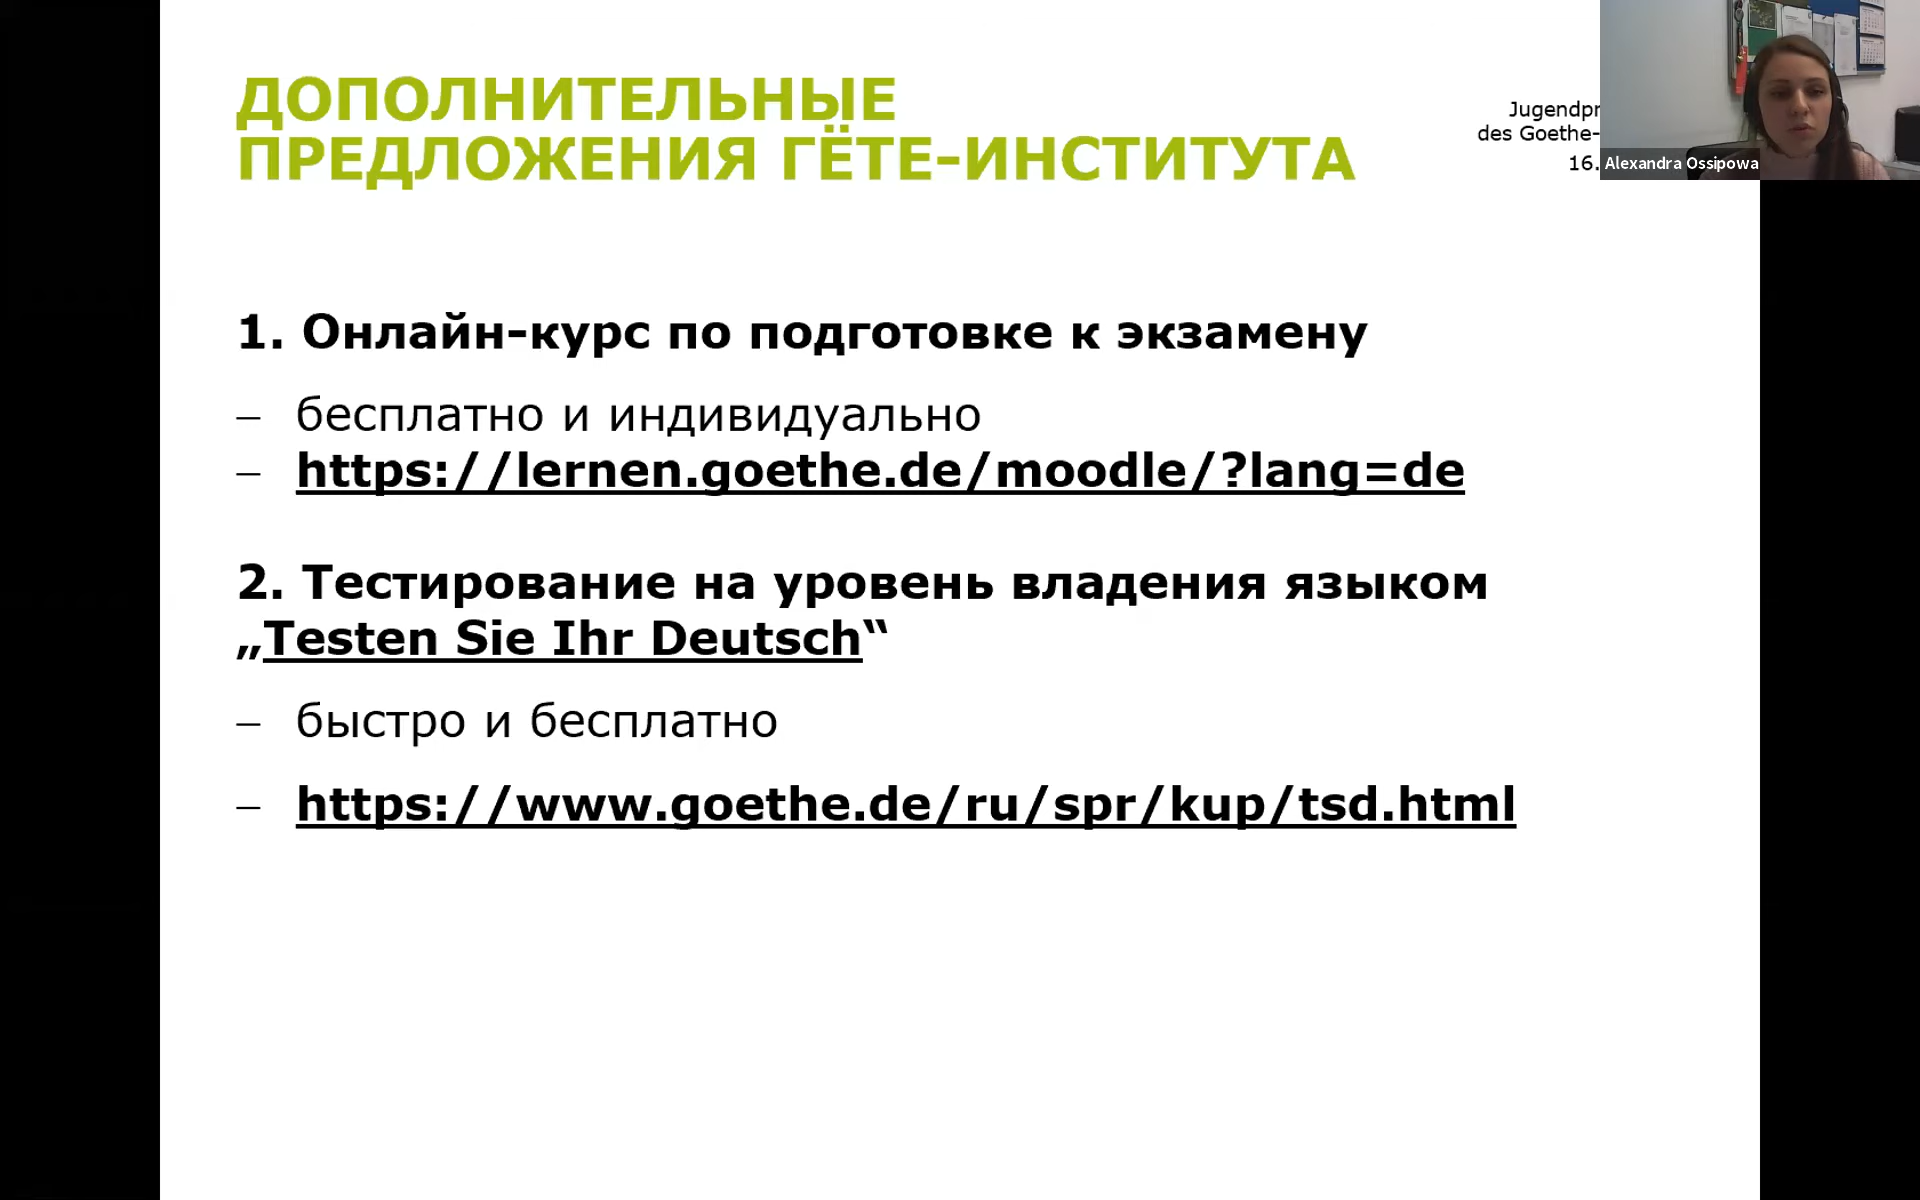 ДОПОЛНИТЕЛЬНЫЕ
ПРЕДЛОЖЕНИЯ ГЁТЕ-ИНСТИТУТА
des Goethe-
16.
Alexandra Ossipowa
1. Онлайн-курс по подготовке к экзамену
– бесплатно и индивидуально
– https://lernen.goethe.de/moodle/?lang=de
2. Тестирование на уровень владения языком
„Testen Sie Ihr Deutsch“
– быстро и бесплатно
– https://www.goethe.de/ru/spr/kup/tsd.html